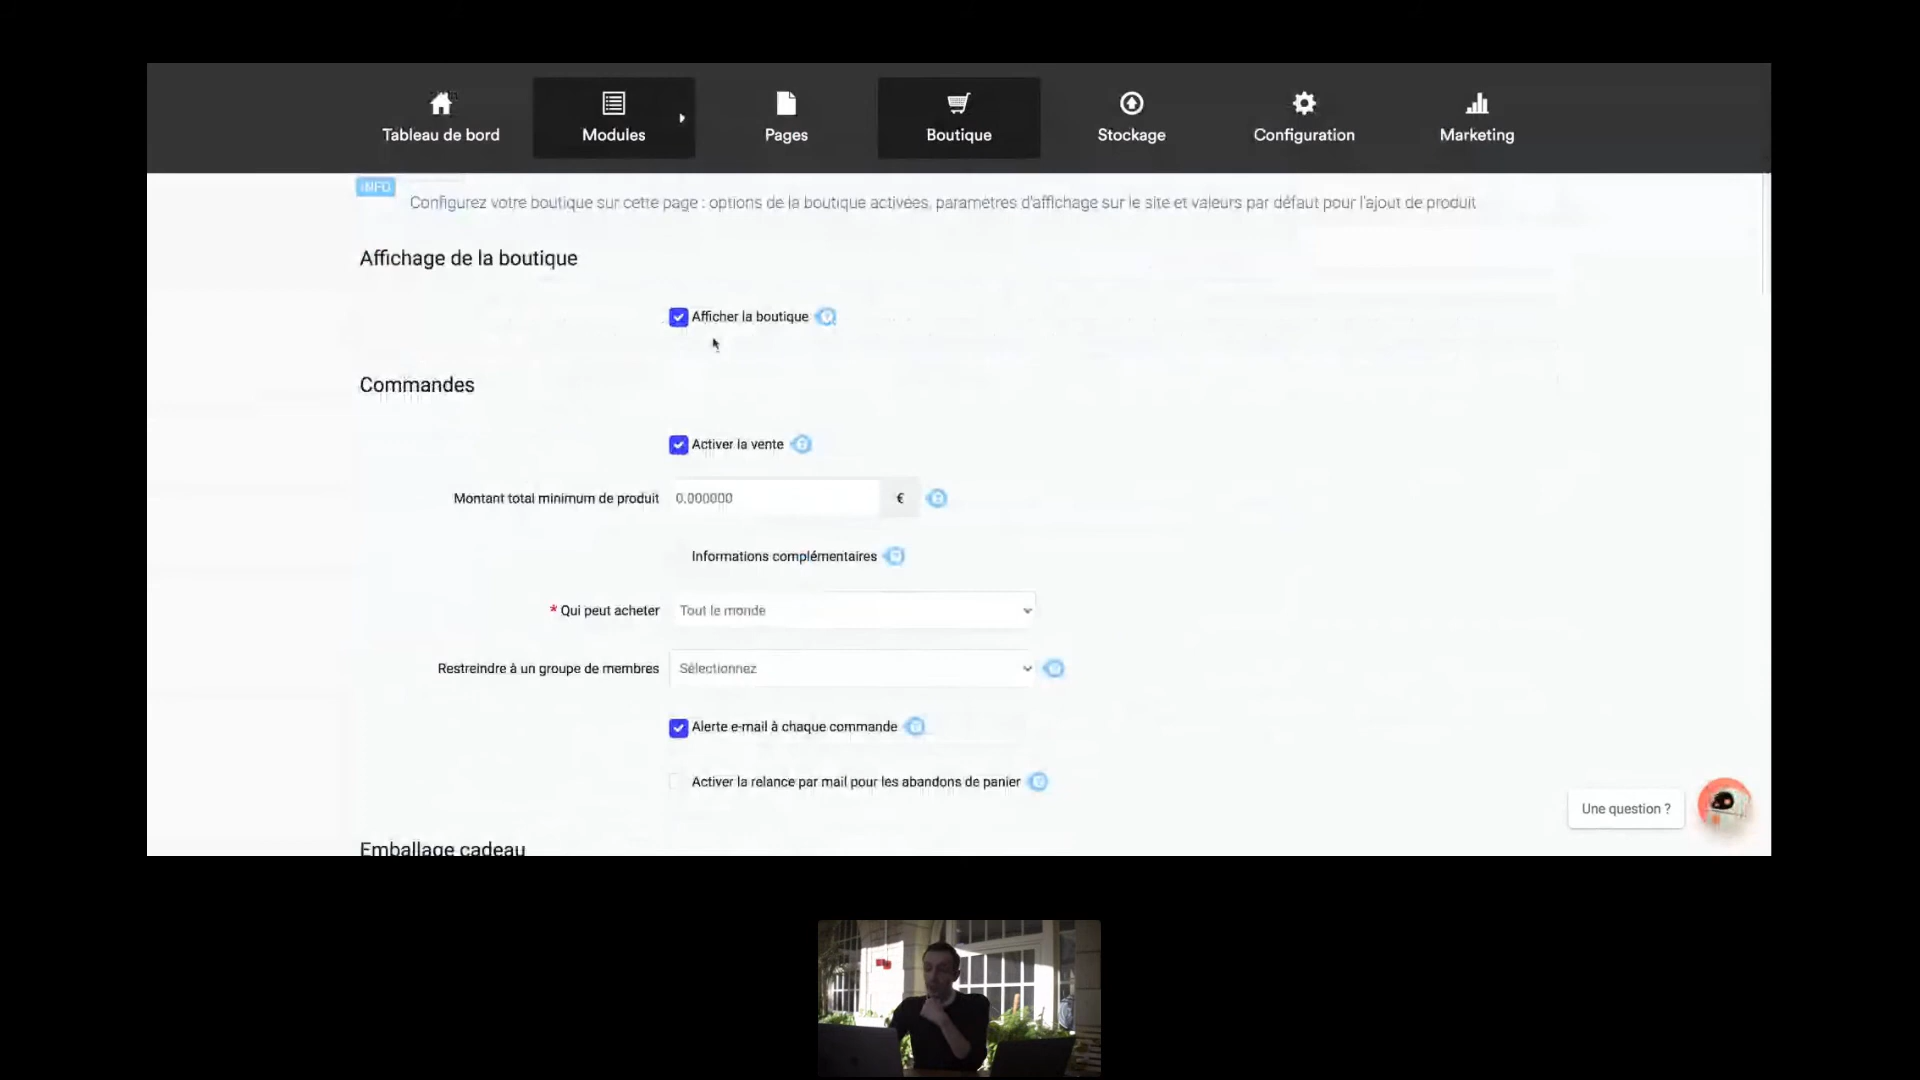 Tableau de bord
Modules
Pages
Boutique
Stockage
Configuration
Marketing
INFO
Configurez votre boutique sur cette page : options de la boutique activées, paramètres d'affichage sur le site et valeurs par défaut pour l'ajout de produit
Affichage de la boutique
Afficher la boutique
Commandes
Activer la vente
Montant total minimum de produit 0.000000 €
Informations complémentaires
* Qui peut acheter Tout le monde
Restreindre à un groupe de membres Sélectionnez
Alerte e-mail à chaque commande
Activer la relance par mail pour les abandons de panier
Emballage cadeau
Une question ?